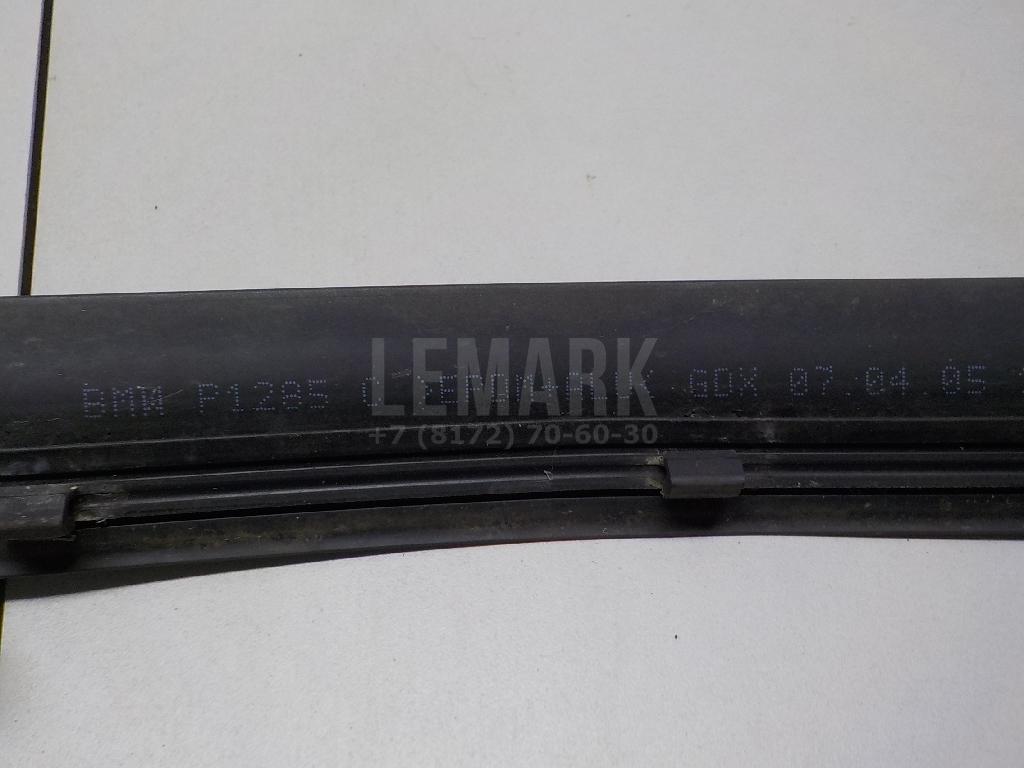 BMW P1285 GDX 07.04.05
LEMARK
+7 (8172) 70-60-30